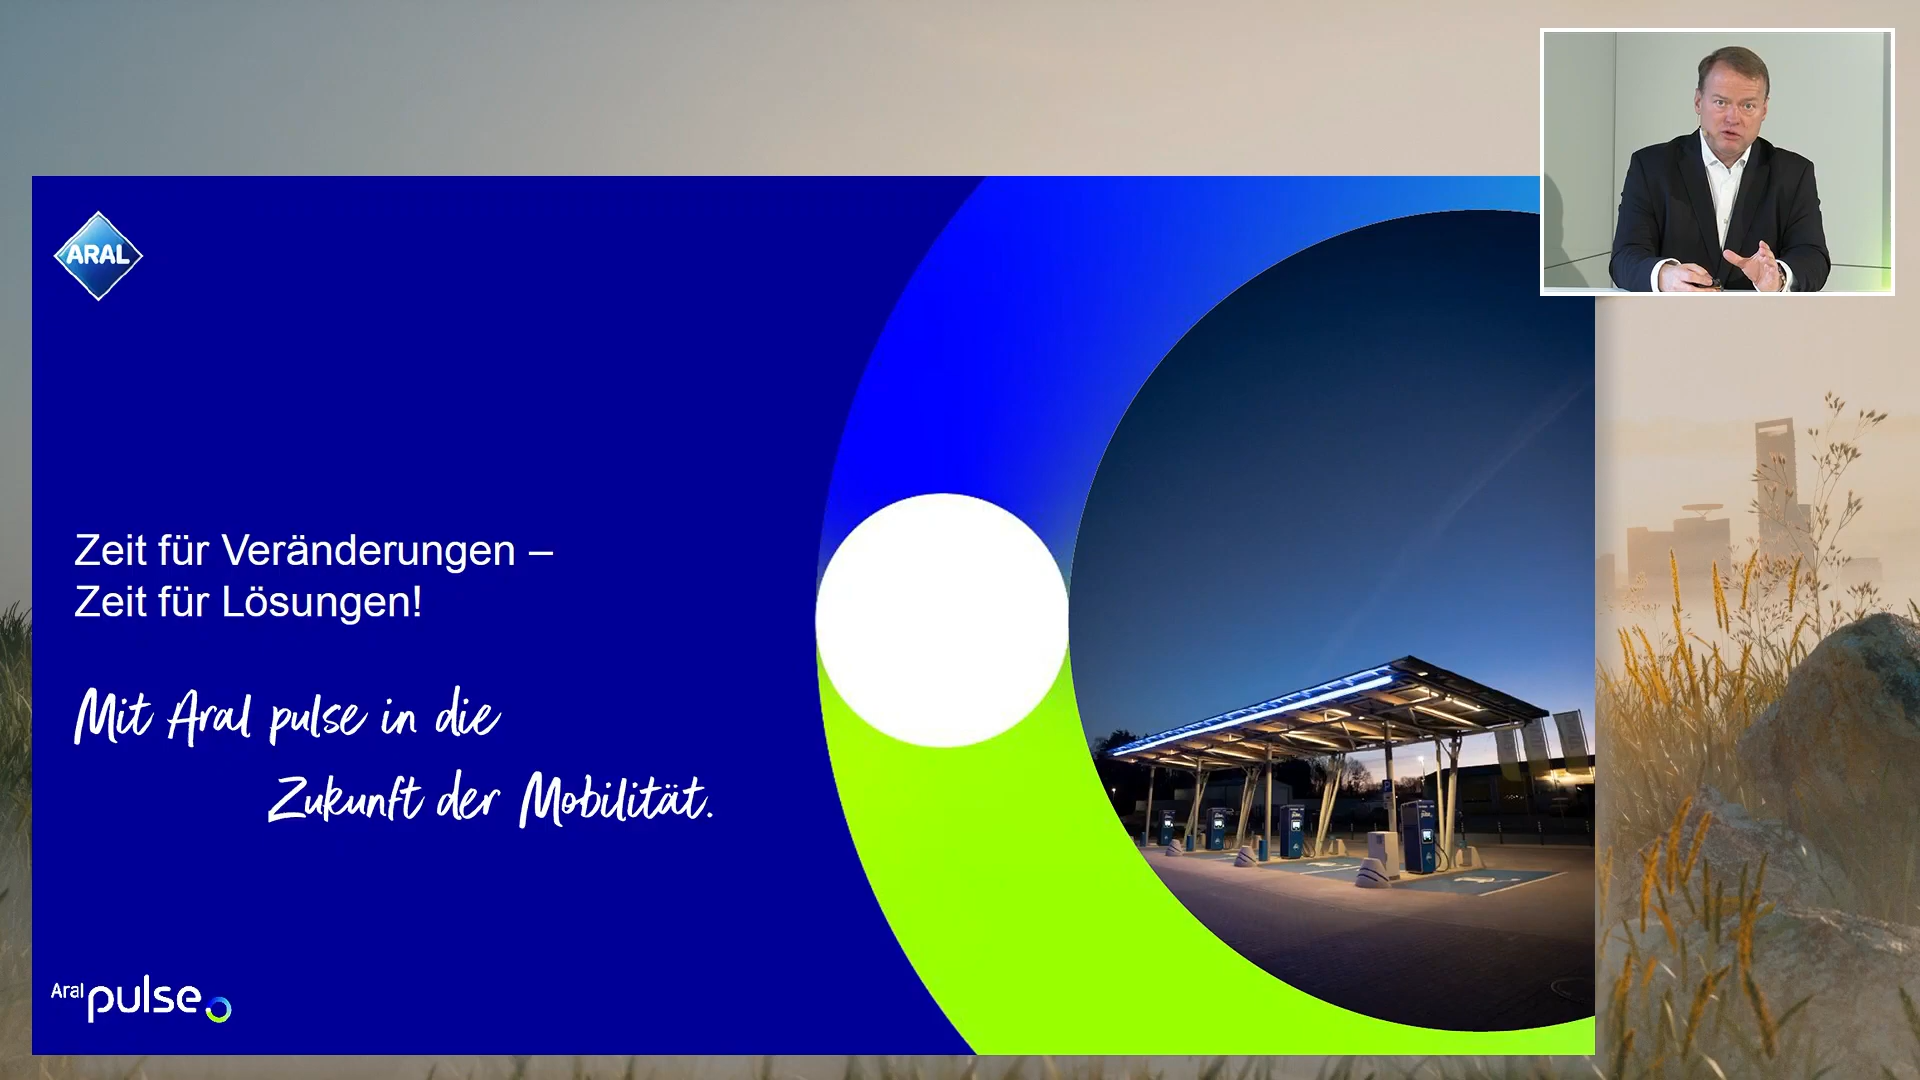 ARAL
Zeit für Veränderungen –
Zeit für Lösungen!
Mit Aral pulse in die
Zukunft der Mobilität.
Aral pulse